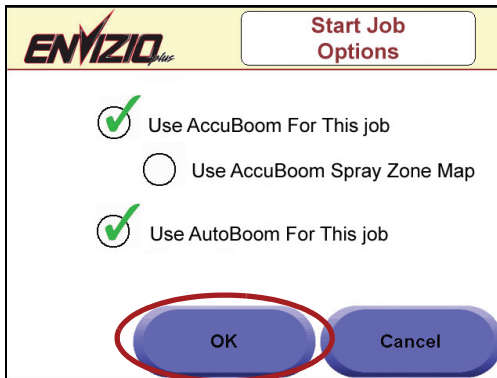 ENVIZIO plus
Start Job
Options
Use AccuBoom For This job
Use AccuBoom Spray Zone Map
Use AutoBoom For This job
OK
Cancel